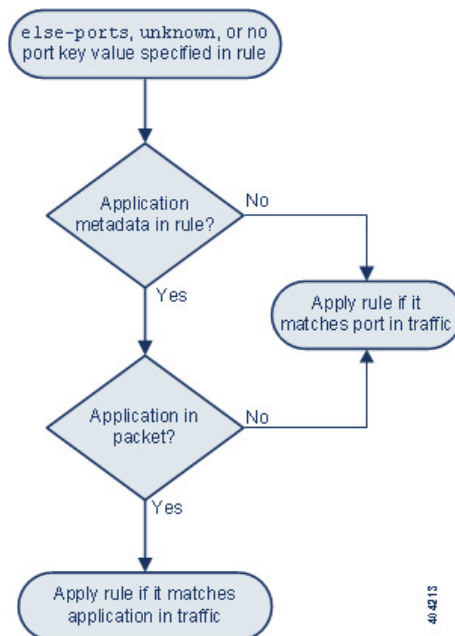 else-ports, unknown, or no
port key value specified in rule
Application
metadata in rule?
No
Yes
Apply rule if it
matches port in traffic
Application in
packet?
No
Yes
Apply rule if it matches
application in traffic
404213